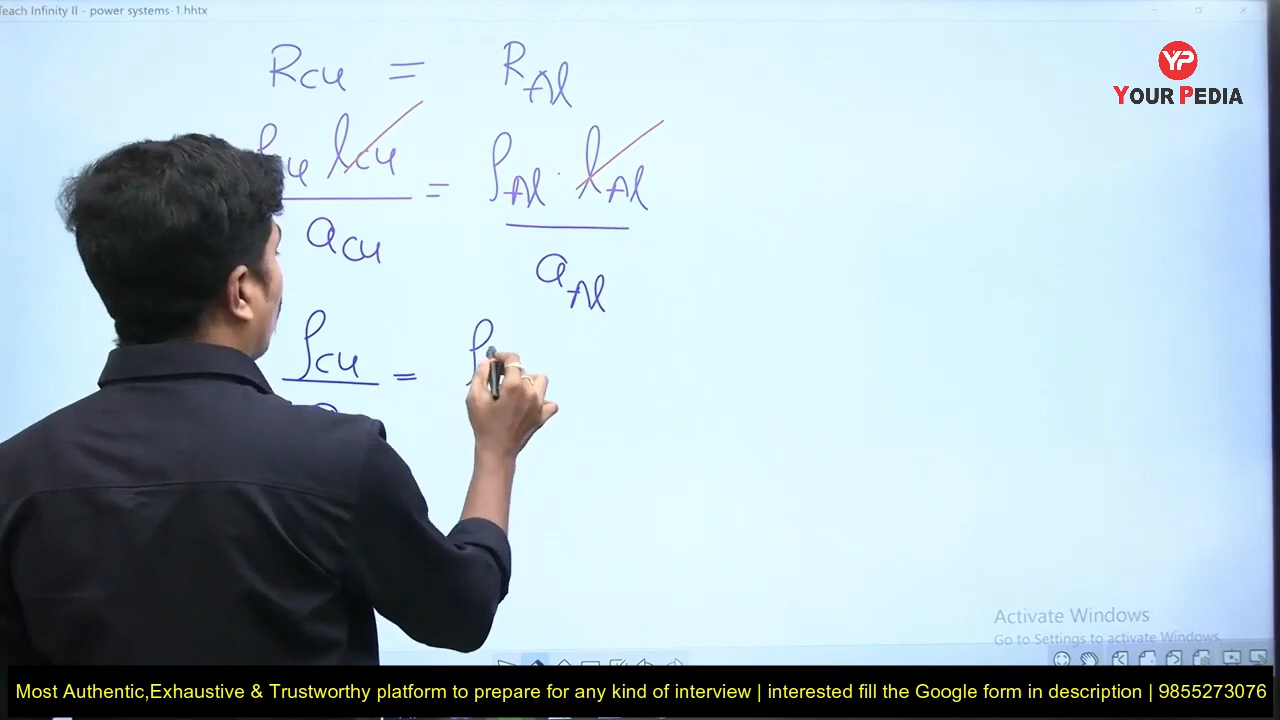 Teach Infinity II - power systems-1.hhtx
YP
YOUR PEDIA
RCu = RAl
lCu = ρAl · lAl
aCu aAl
ρCu = ρ
Activate Windows
Go to Settings to activate Windows.
Most Authentic,Exhaustive & Trustworthy platform to prepare for any kind of interview | interested fill the Google form in description | 9855273076